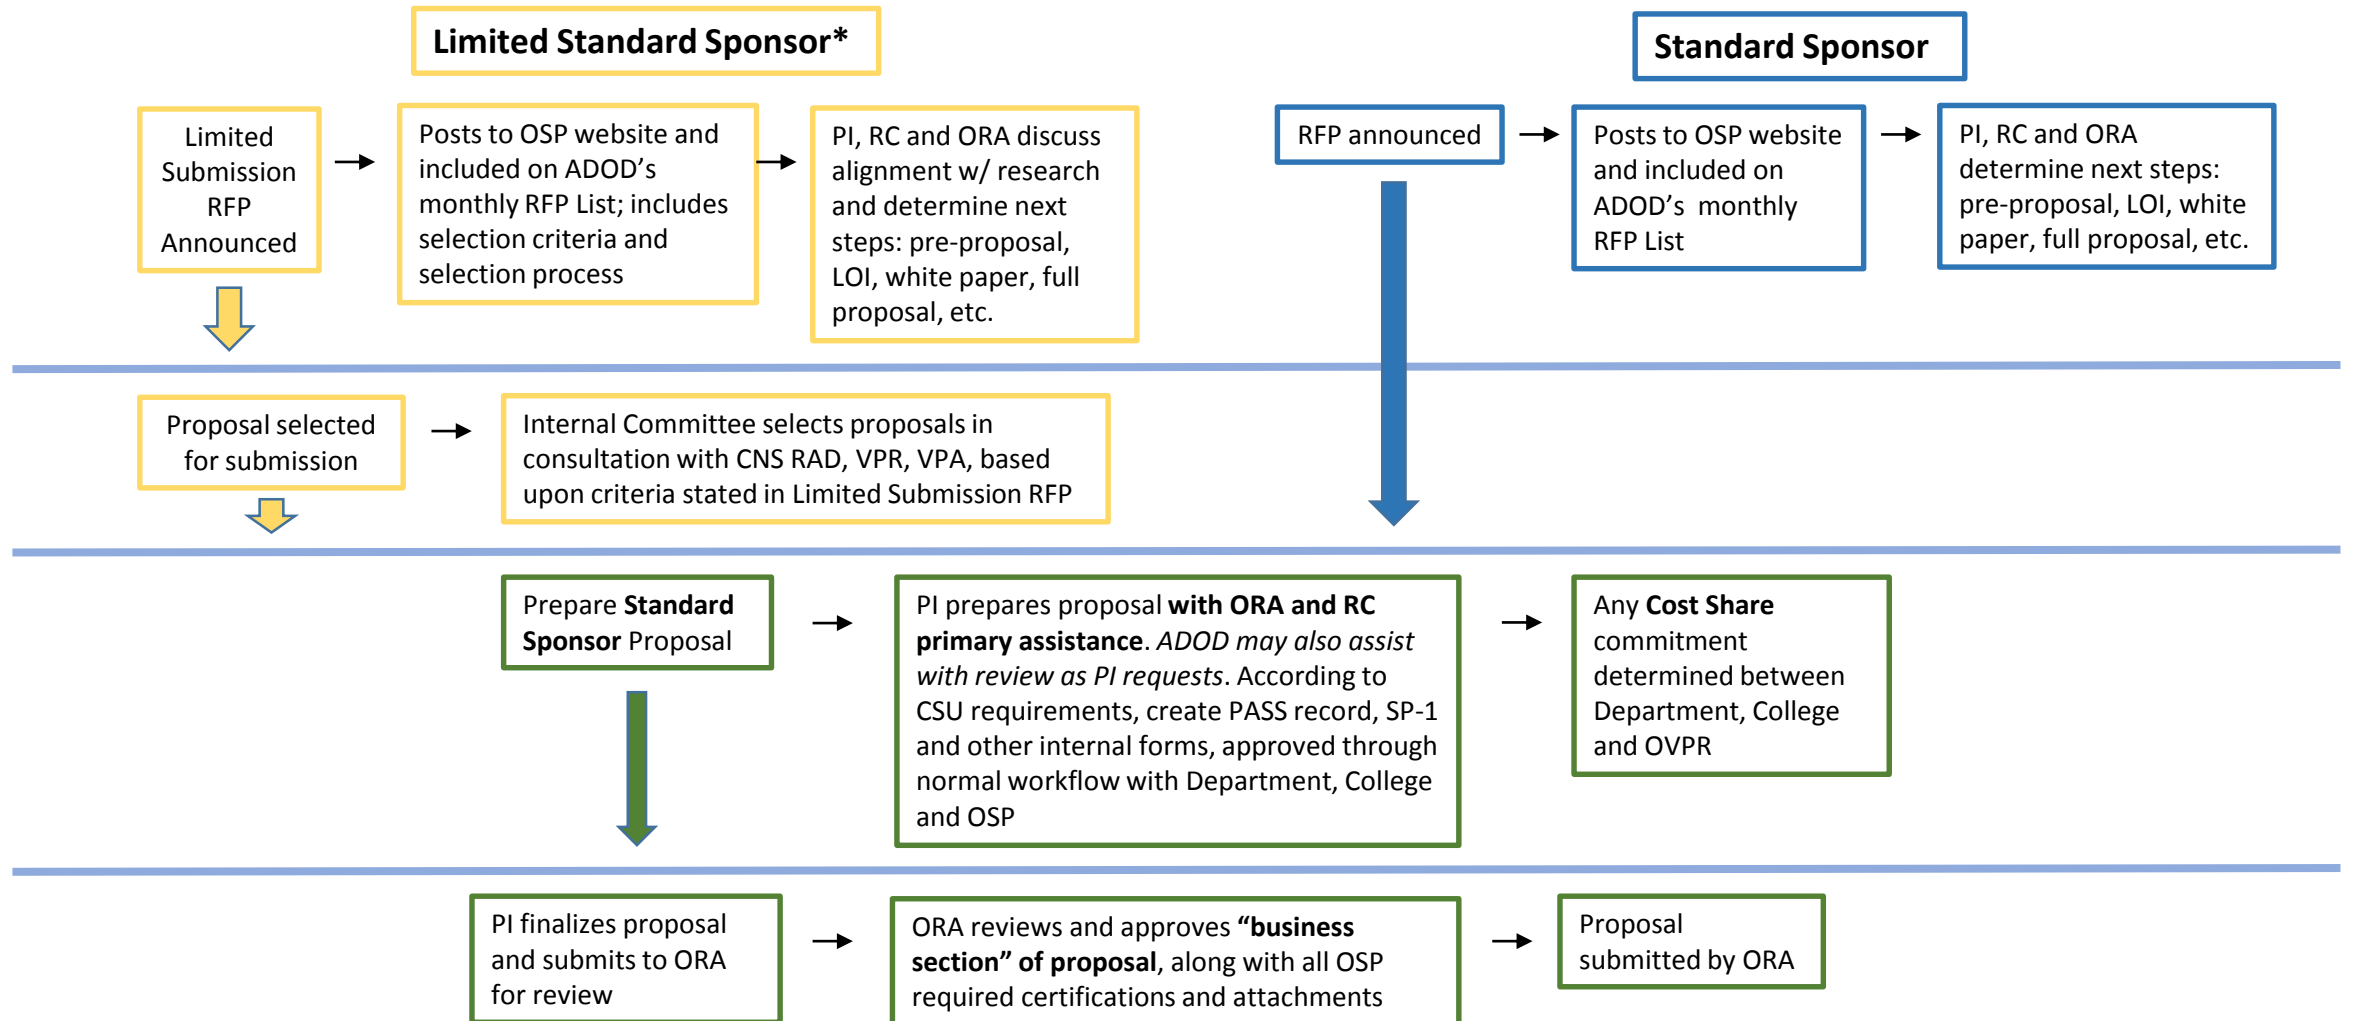 Limited Standard Sponsor*
Standard Sponsor
Limited
Submission
RFP
Announced
Posts to OSP website and
included on ADOD’s
monthly RFP List; includes
selection criteria and
selection process
PI, RC and ORA discuss
alignment w/ research
and determine next
steps: pre-proposal,
LOI, white paper, full
proposal, etc.
RFP announced
Posts to OSP website
and included on
ADOD’s monthly
RFP List
PI, RC and ORA
determine next steps:
pre-proposal, LOI, white
paper, full proposal, etc.
Proposal selected
for submission
Internal Committee selects proposals in
consultation with CNS RAD, VPR, VPA, based
upon criteria stated in Limited Submission RFP
Prepare Standard
Sponsor Proposal
PI prepares proposal with ORA and RC
primary assistance. ADOD may also assist
with review as PI requests. According to
CSU requirements, create PASS record, SP-1
and other internal forms, approved through
normal workflow with Department, College
and OSP
Any Cost Share
commitment
determined between
Department, College
and OVPR
PI finalizes proposal
and submits to ORA
for review
ORA reviews and approves “business
section” of proposal, along with all OSP
required certifications and attachments
Proposal
submitted by ORA